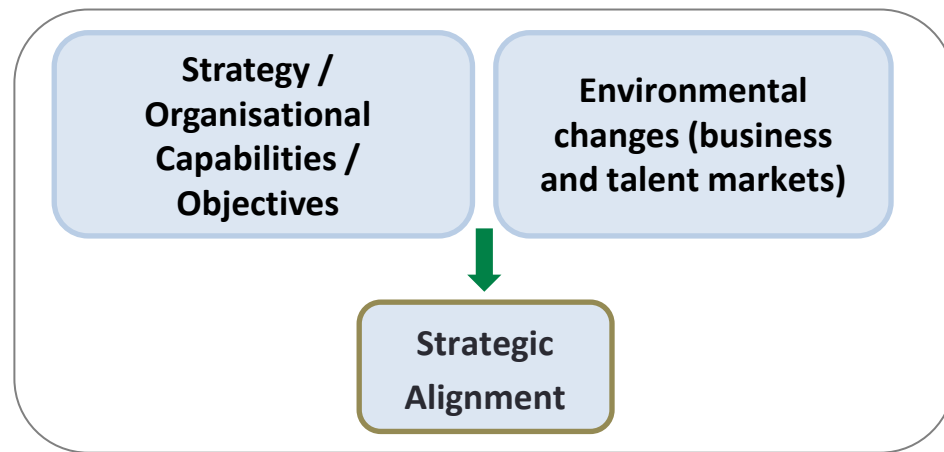 Strategy /
Organisational
Capabilities /
Objectives
Environmental
changes (business
and talent markets)
Strategic
Alignment